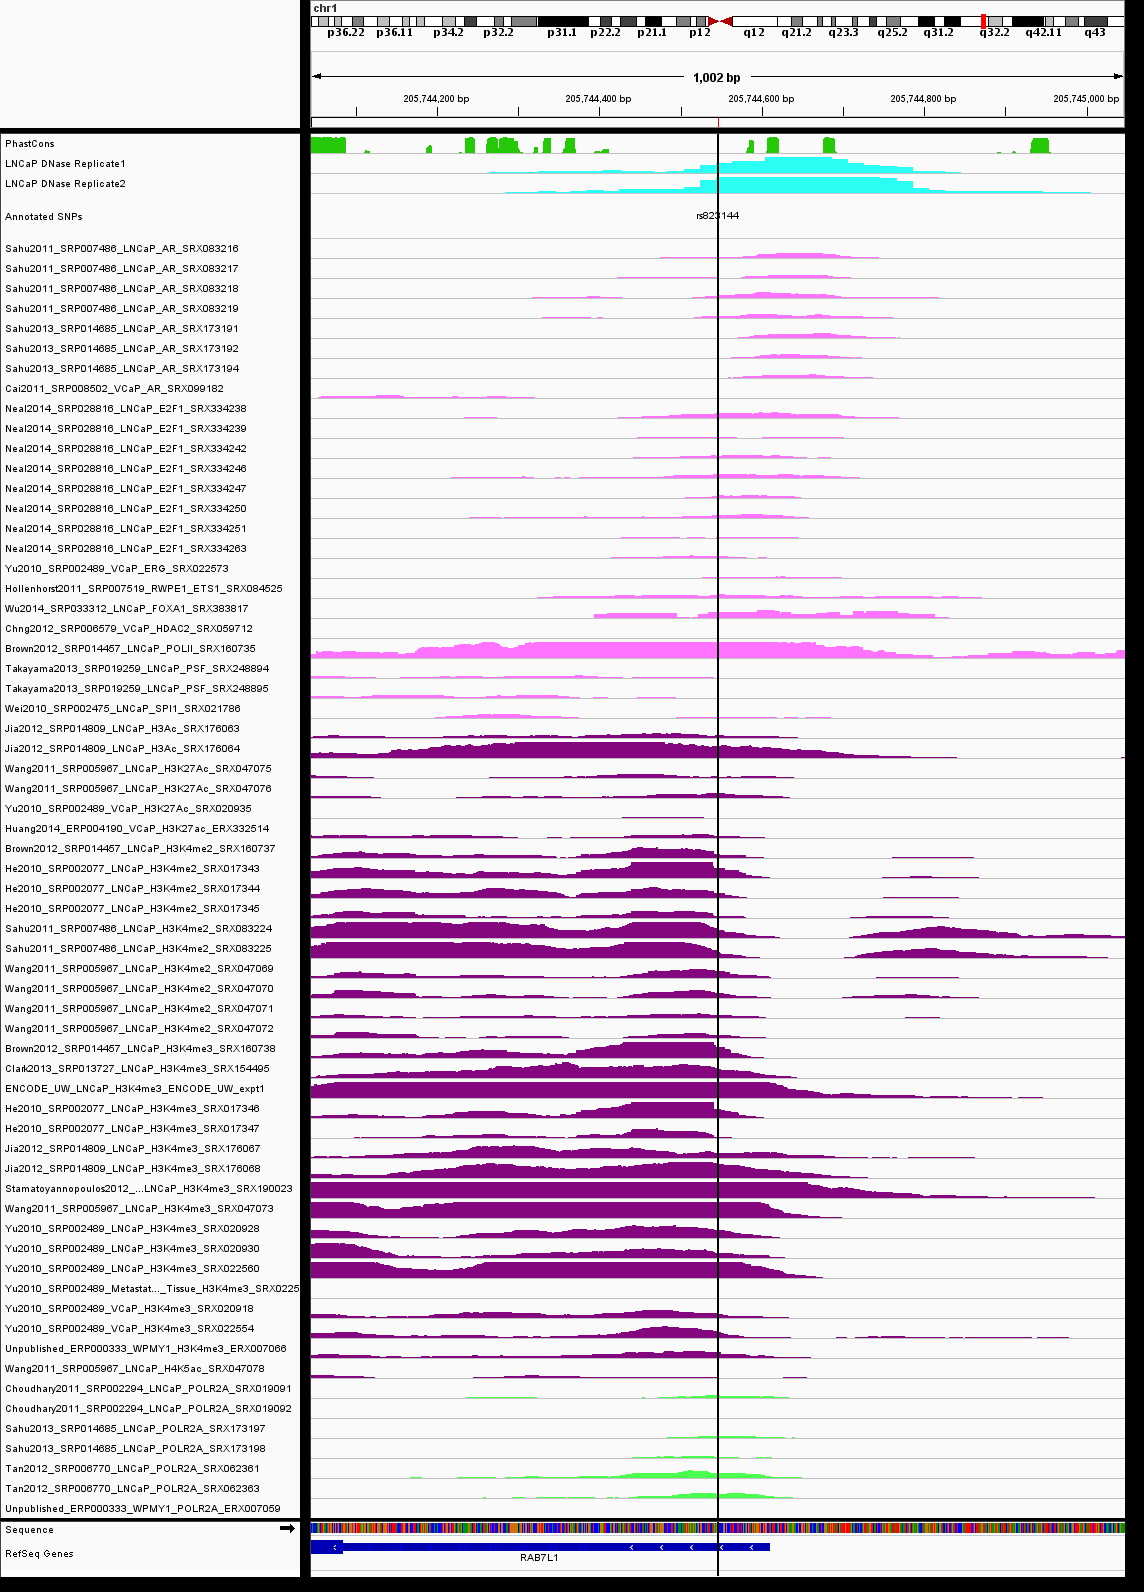 chr1
p36.22 p36.11 p34.2 p32.2 p31.1 p22.2 p21.1 p12 q12 q21.2 q23.3 q25.2 q31.2 q32.2 q42.11 q43
1,002 bp
205,744,200 bp 205,744,400 bp 205,744,600 bp 205,744,800 bp 205,745,000 bp
PhastCons
LNCaP DNase Replicate1
LNCaP DNase Replicate2
Annotated SNPs rs823144
Sahu2011_SRP007486_LNCaP_AR_SRX083216
Sahu2011_SRP007486_LNCaP_AR_SRX083217
Sahu2011_SRP007486_LNCaP_AR_SRX083218
Sahu2011_SRP007486_LNCaP_AR_SRX083219
Sahu2013_SRP014685_LNCaP_AR_SRX173191
Sahu2013_SRP014685_LNCaP_AR_SRX173192
Sahu2013_SRP014685_LNCaP_AR_SRX173194
Cai2011_SRP008502_VCaP_AR_SRX099182
Neal2014_SRP028816_LNCaP_E2F1_SRX334238
Neal2014_SRP028816_LNCaP_E2F1_SRX334239
Neal2014_SRP028816_LNCaP_E2F1_SRX334242
Neal2014_SRP028816_LNCaP_E2F1_SRX334246
Neal2014_SRP028816_LNCaP_E2F1_SRX334247
Neal2014_SRP028816_LNCaP_E2F1_SRX334250
Neal2014_SRP028816_LNCaP_E2F1_SRX334251
Neal2014_SRP028816_LNCaP_E2F1_SRX334263
Yu2010_SRP002489_VCaP_ERG_SRX022573
Hollenhorst2011_SRP007519_RWPE1_ETS1_SRX084525
Wu2014_SRP033312_LNCaP_FOXA1_SRX383817
Chng2012_SRP006579_VCaP_HDAC2_SRX059712
Brown2012_SRP014457_LNCaP_POLII_SRX160735
Takayama2013_SRP019259_LNCaP_PSF_SRX248894
Takayama2013_SRP019259_LNCaP_PSF_SRX248895
Wei2010_SRP002475_LNCaP_SPI1_SRX021786
Jia2012_SRP014809_LNCaP_H3Ac_SRX176063
Jia2012_SRP014809_LNCaP_H3Ac_SRX176064
Wang2011_SRP005967_LNCaP_H3K27Ac_SRX047075
Wang2011_SRP005967_LNCaP_H3K27Ac_SRX047076
Yu2010_SRP002489_VCaP_H3K27Ac_SRX020935
Huang2014_ERP004190_VCaP_H3K27ac_ERX332514
Brown2012_SRP014457_LNCaP_H3K4me2_SRX160737
He2010_SRP002077_LNCaP_H3K4me2_SRX017343
He2010_SRP002077_LNCaP_H3K4me2_SRX017344
He2010_SRP002077_LNCaP_H3K4me2_SRX017345
Sahu2011_SRP007486_LNCaP_H3K4me2_SRX083224
Sahu2011_SRP007486_LNCaP_H3K4me2_SRX083225
Wang2011_SRP005967_LNCaP_H3K4me2_SRX047069
Wang2011_SRP005967_LNCaP_H3K4me2_SRX047070
Wang2011_SRP005967_LNCaP_H3K4me2_SRX047071
Wang2011_SRP005967_LNCaP_H3K4me2_SRX047072
Brown2012_SRP014457_LNCaP_H3K4me3_SRX160738
Clark2013_SRP013727_LNCaP_H3K4me3_SRX154495
ENCODE_UW_LNCaP_H3K4me3_ENCODE_UW_expt1
He2010_SRP002077_LNCaP_H3K4me3_SRX017346
He2010_SRP002077_LNCaP_H3K4me3_SRX017347
Jia2012_SRP014809_LNCaP_H3K4me3_SRX176067
Jia2012_SRP014809_LNCaP_H3K4me3_SRX176068
Stamatoyannopoulos2012_...LNCaP_H3K4me3_SRX190023
Wang2011_SRP005967_LNCaP_H3K4me3_SRX047073
Yu2010_SRP002489_LNCaP_H3K4me3_SRX020928
Yu2010_SRP002489_LNCaP_H3K4me3_SRX020930
Yu2010_SRP002489_LNCaP_H3K4me3_SRX022560
Yu2010_SRP002489_Metastat..._Tissue_H3K4me3_SRX0225
Yu2010_SRP002489_VCaP_H3K4me3_SRX020918
Yu2010_SRP002489_VCaP_H3K4me3_SRX022554
Unpublished_ERP000333_WPMY1_H3K4me3_ERX007066
Wang2011_SRP005967_LNCaP_H4K5ac_SRX047078
Choudhary2011_SRP002294_LNCaP_POLR2A_SRX019091
Choudhary2011_SRP002294_LNCaP_POLR2A_SRX019092
Sahu2013_SRP014685_LNCaP_POLR2A_SRX173197
Sahu2013_SRP014685_LNCaP_POLR2A_SRX173198
Tan2012_SRP006770_LNCaP_POLR2A_SRX062361
Tan2012_SRP006770_LNCaP_POLR2A_SRX062363
Unpublished_ERP000333_WPMY1_POLR2A_ERX007059
Sequence
RefSeq Genes
RAB7L1